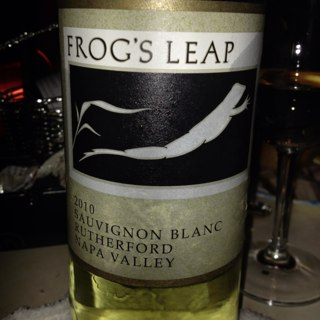 FROG'S LEAP
2010
SAUVIGNON BLANC
RUTHERFORD
NAPA VALLEY